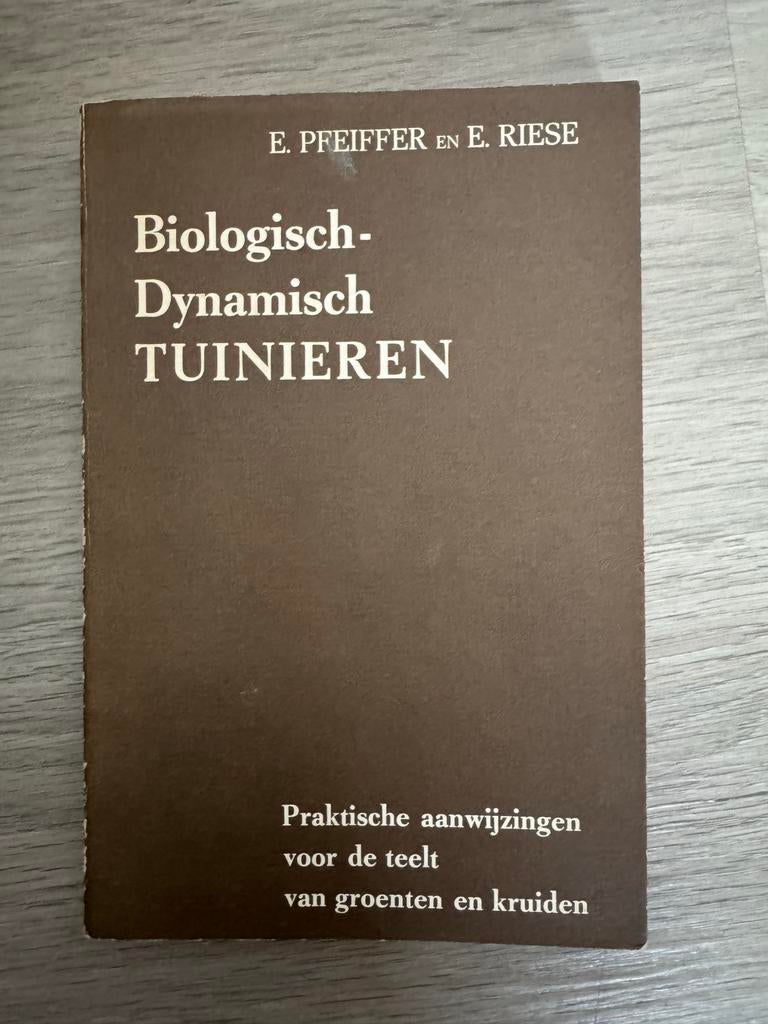 E. PFEIFFER EN E. RIESE
Biologisch-
Dynamisch
TUINIEREN
Praktische aanwijzingen
voor de teelt
van groenten en kruiden